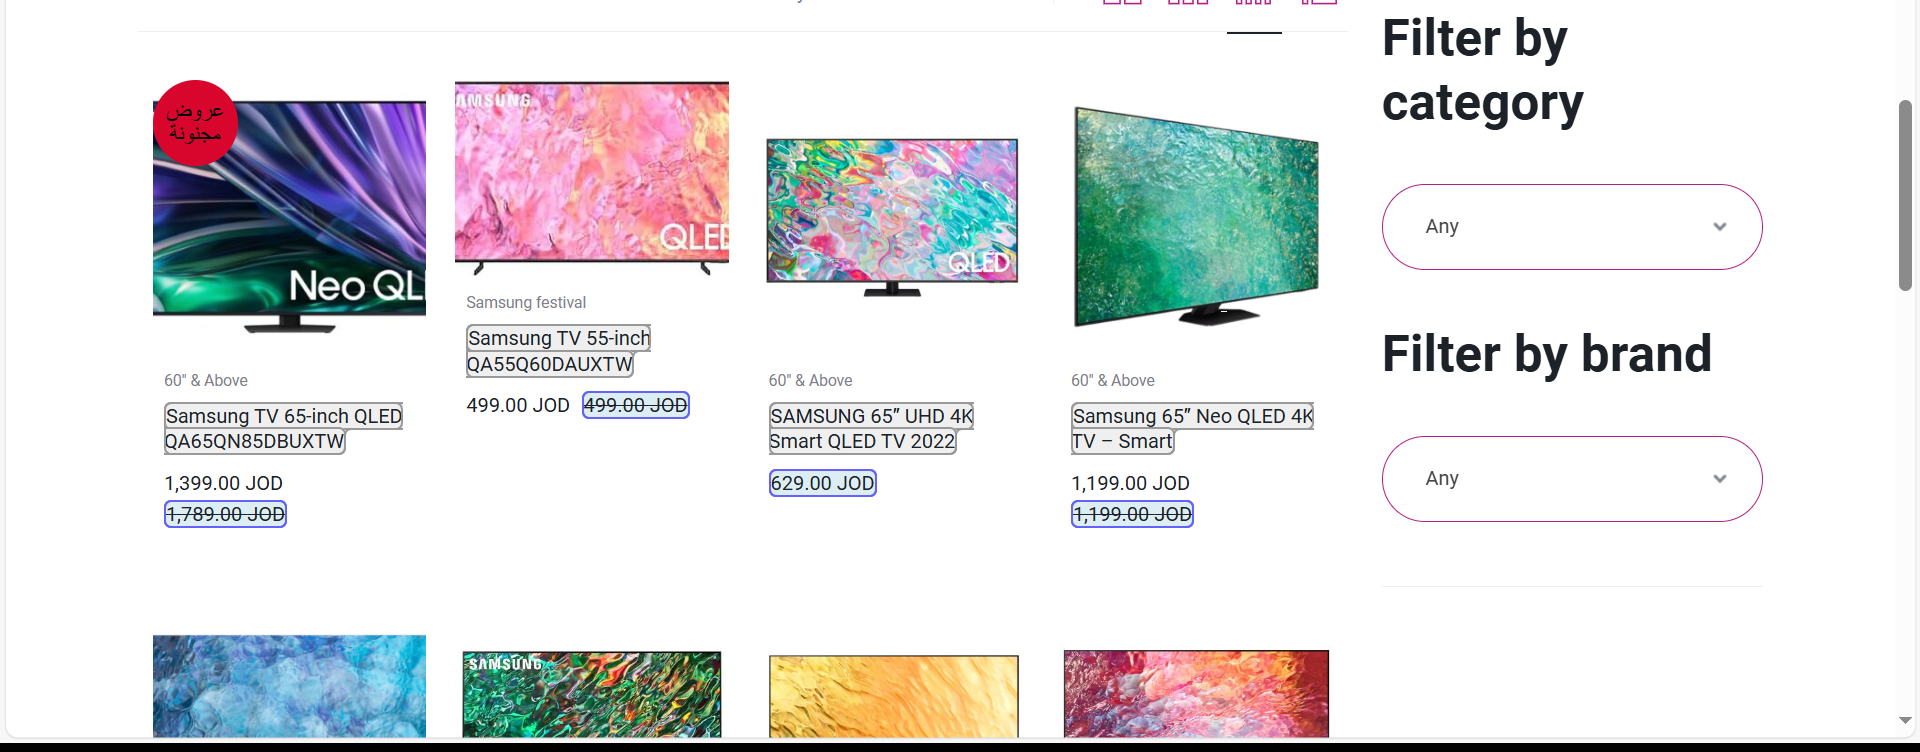 Filter by
category
Any
Filter by brand
Any
عروض
مجنونة
Neo QL
60" & Above
Samsung TV 65-inch QLED
QA65QN85DBUXTW
1,399.00 JOD
1,789.00 JOD
AMSUNG
QLED
Samsung festival
Samsung TV 55-inch
QA55Q60DAUXTW
499.00 JOD 499.00 JOD
QLED
60" & Above
SAMSUNG 65” UHD 4K
Smart QLED TV 2022
629.00 JOD
60" & Above
Samsung 65” Neo QLED 4K
TV – Smart
1,199.00 JOD
1,199.00 JOD
SAMSUNG